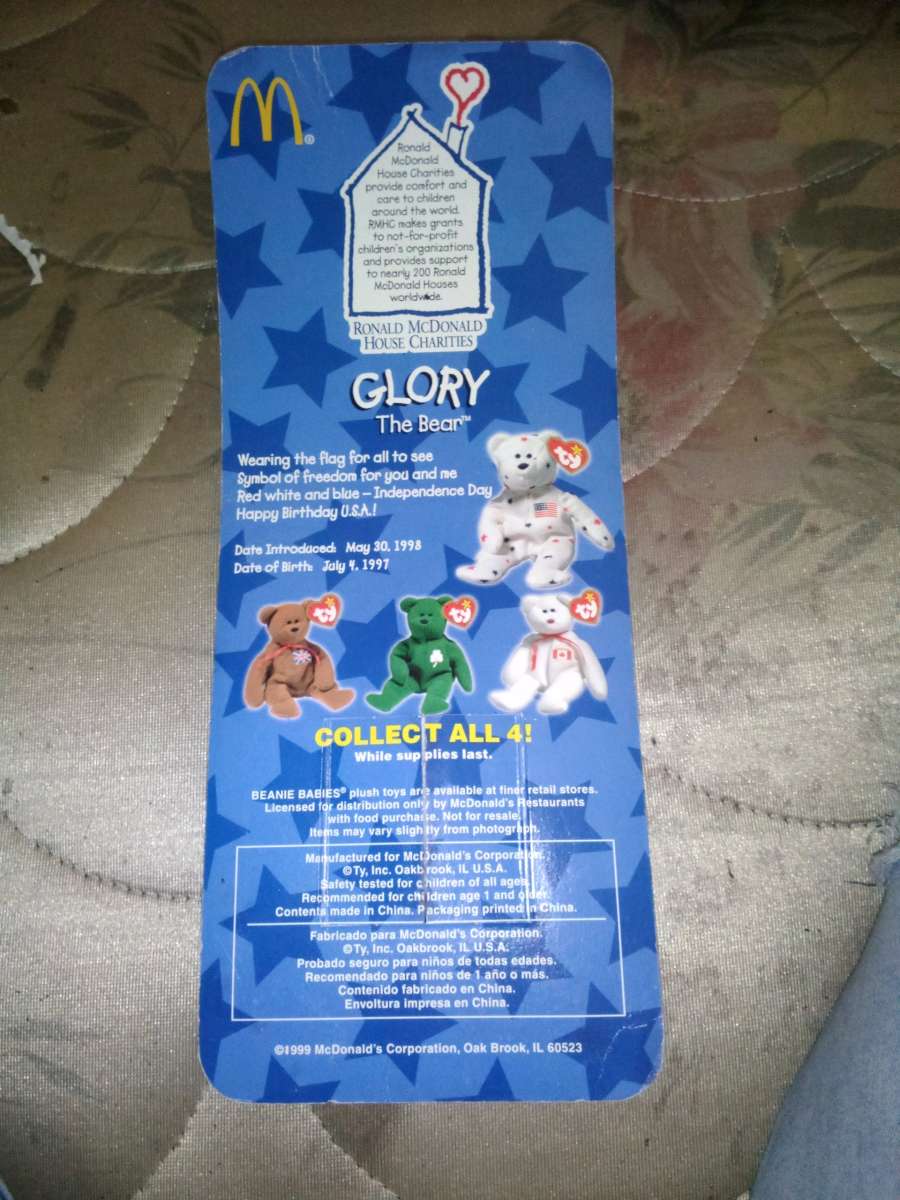 Ronald
McDonald
House Charities
provide comfort and
care to children
around the world.
RMHC makes grants
to not-for-profit
children's organizations
and provides support
to nearly 200 Ronald
McDonald Houses
worldwide.
RONALD McDONALD
HOUSE CHARITIES
GLORY
The Bear™
Wearing the flag for all to see
Symbol of freedom for you and me
Red white and blue – Independence Day
Happy Birthday U.S.A.!
Date Introduced: May 30, 1998
Date of Birth: July 4, 1997
ty
ty
ty
ty
COLLECT ALL 4!
While supplies last.
BEANIE BABIES® plush toys are available at finer retail stores.
Licensed for distribution only by McDonald's Restaurants
with food purchase. Not for resale.
Items may vary slightly from photograph.
Manufactured for McDonald's Corporation.
©Ty, Inc. Oakbrook, IL U.S.A.
Safety tested for children of all ages.
Recommended for children age 1 and older.
Contents made in China. Packaging printed in China.
Fabricado para McDonald's Corporation.
©Ty, Inc. Oakbrook, IL U.S.A.
Probado seguro para niños de todas edades.
Recomendado para niños de 1 año o más.
Contenido fabricado en China.
Envoltura impresa en China.
©1999 McDonald's Corporation, Oak Brook, IL 60523